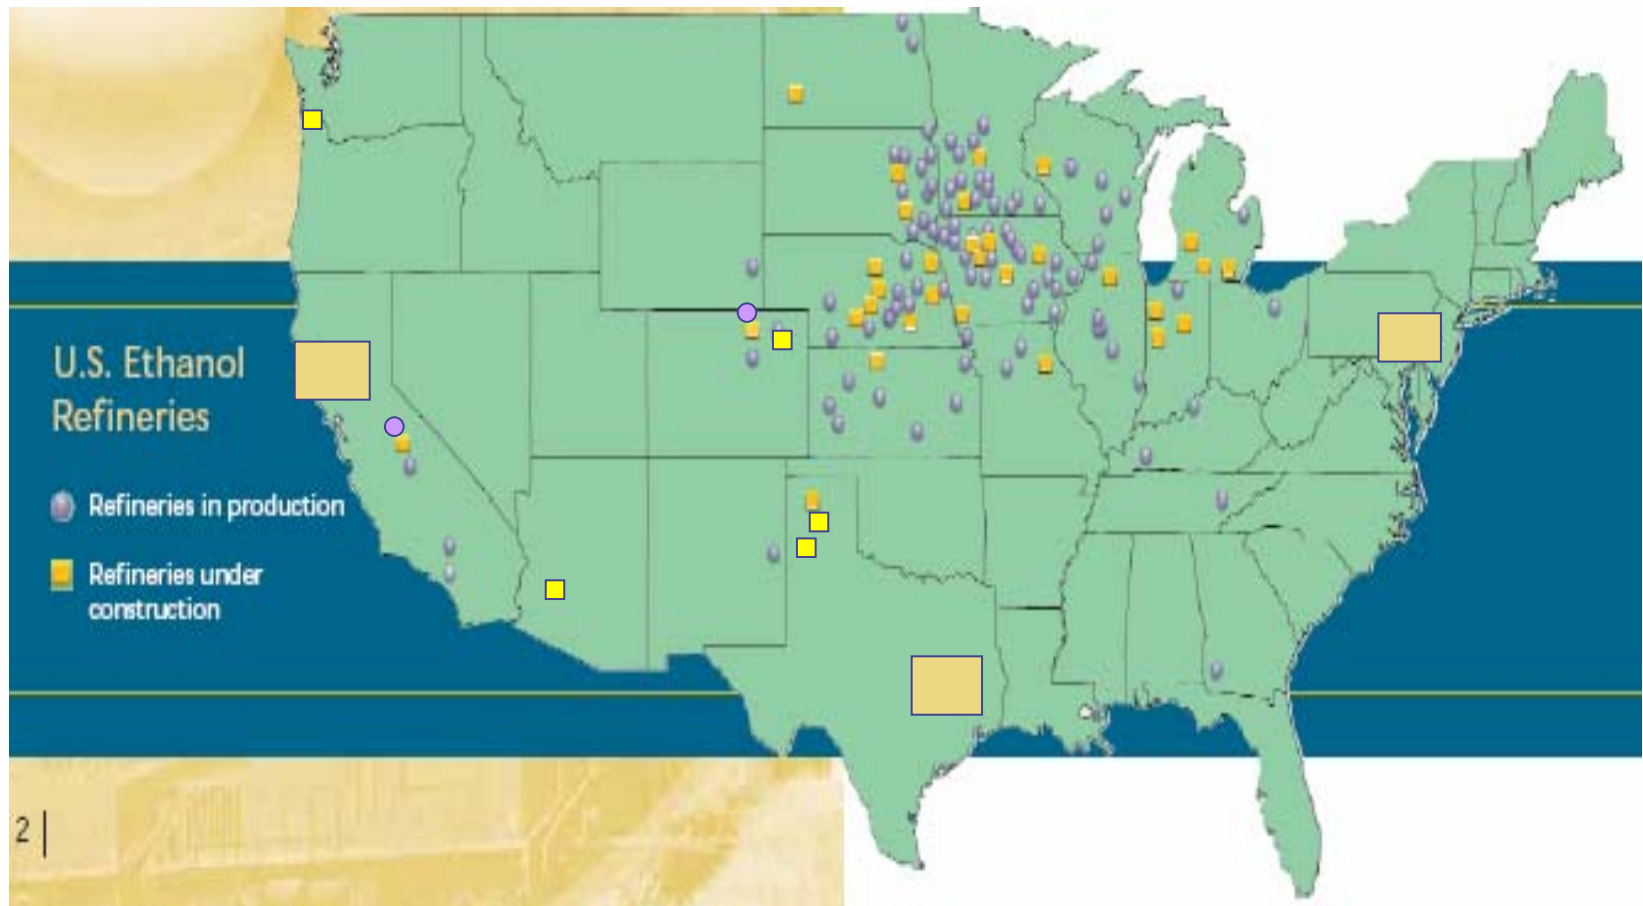 U.S. Ethanol
Refineries
Refineries in production
Refineries under
construction
2 |